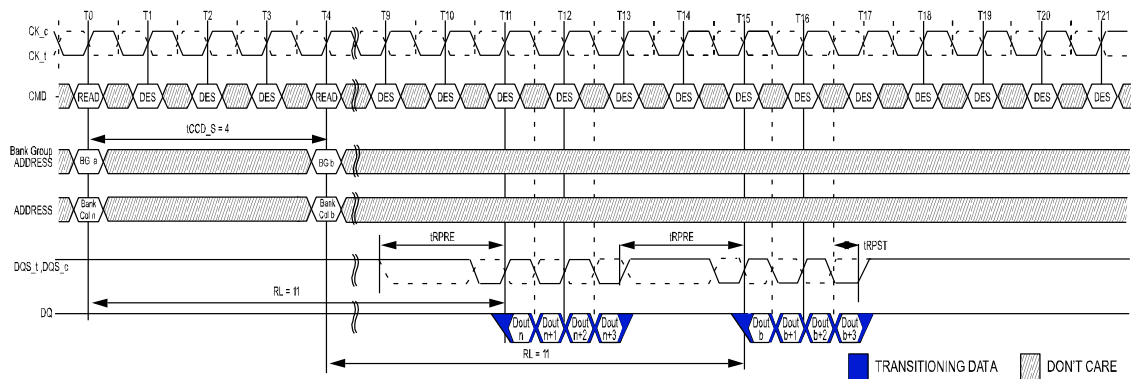 T0 T1 T2 T3 T4 T9 T10 T11 T12 T13 T14 T15 T16 T17 T18 T19 T20 T21
CK_c
CK_t
CMD READ DES DES DES READ DES DES DES DES DES DES DES DES DES DES DES DES DES
tCCD_S = 4
Bank Group
ADDRESS
BG a
BG b
ADDRESS
Bank
Col n
Bank
Col b
tRPRE
tRPRE
tRPST
DQS_t ,DQS_c
RL = 11
DQ
Dout
n
Dout
n+1
Dout
n+2
Dout
n+3
Dout
b
Dout
b+1
Dout
b+2
Dout
b+3
RL = 11
TRANSITIONING DATA
DON'T CARE